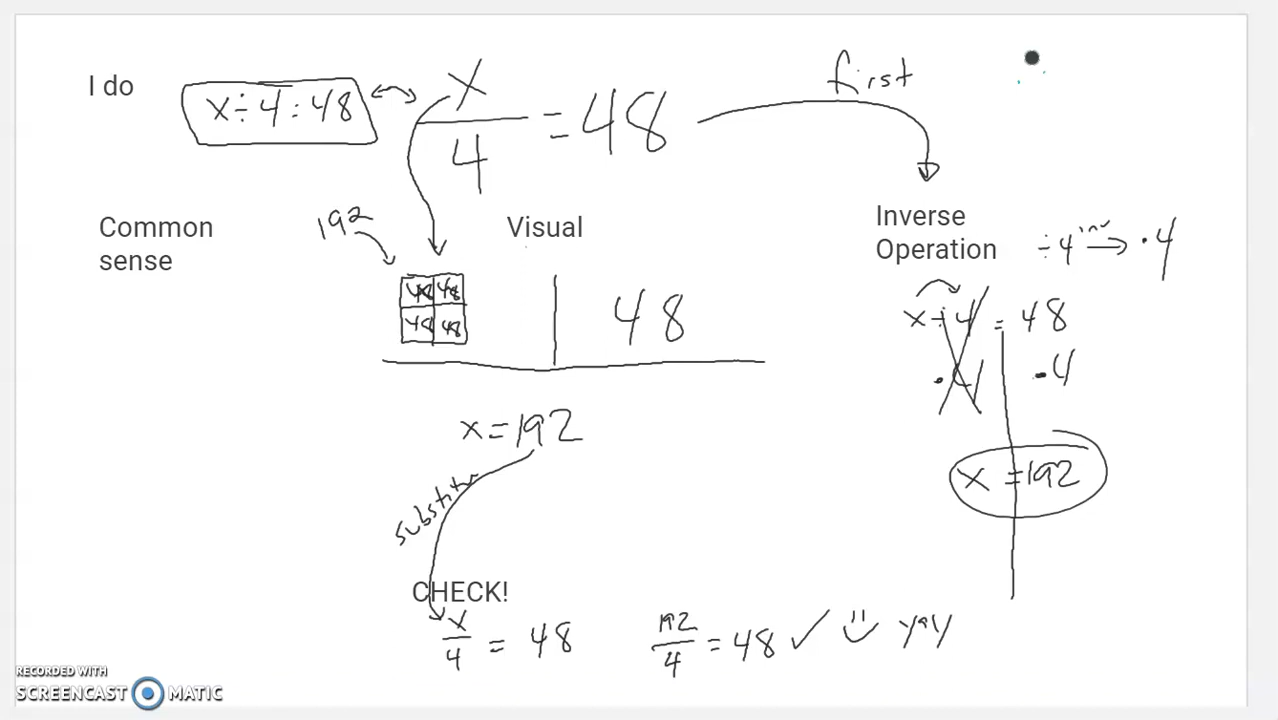 I do
x÷4=48
x/4 = 48
first
Common sense
192
Visual
Inverse Operation
÷4 inv → ·4
48 48
48 48
48
x÷4 = 48
·4 ·4
x=192
x=192
CHECK!
x/4 = 48
192/4 = 48 ✓ yay
RECORDED WITH
SCREENCAST MATIC